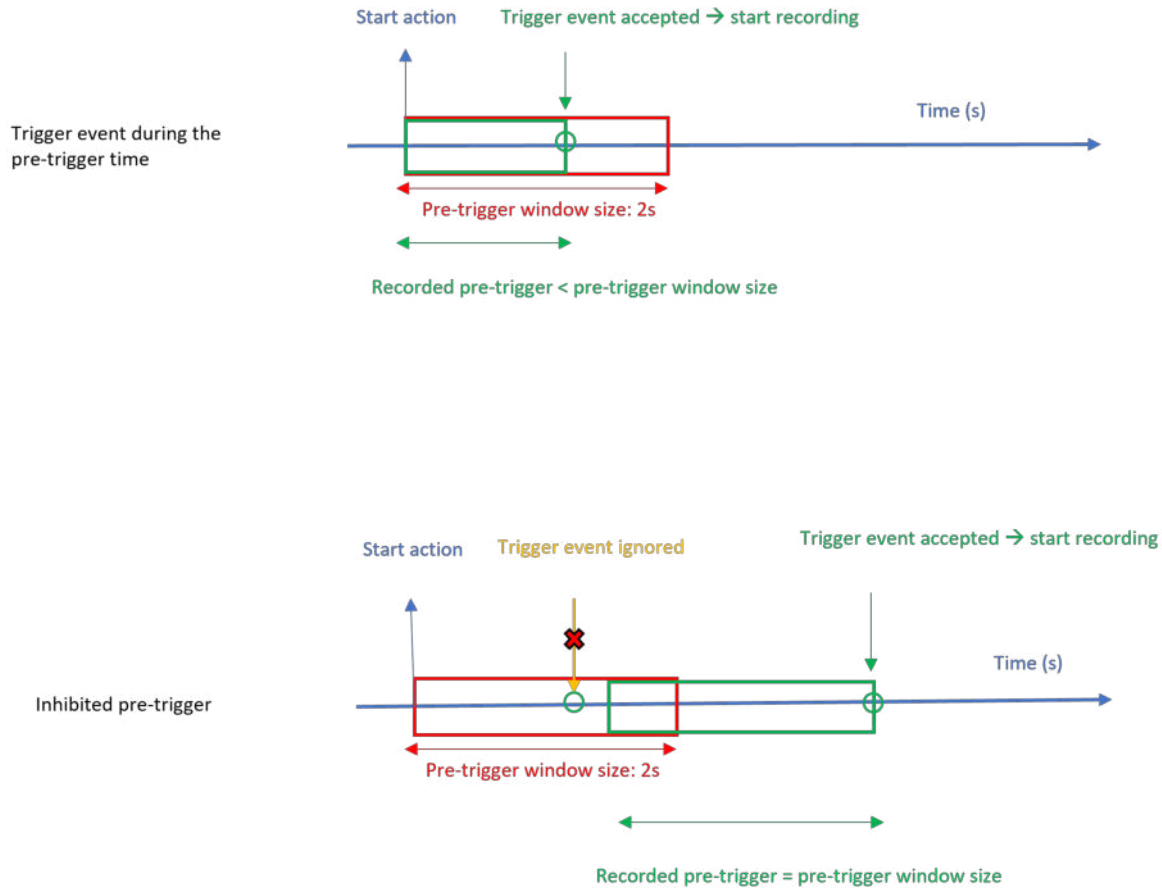 Start action
Trigger event accepted → start recording
Time (s)
Trigger event during the
pre-trigger time
Pre-trigger window size: 2s
Recorded pre-trigger < pre-trigger window size
Start action
Trigger event ignored
Trigger event accepted → start recording
Time (s)
Inhibited pre-trigger
Pre-trigger window size: 2s
Recorded pre-trigger = pre-trigger window size